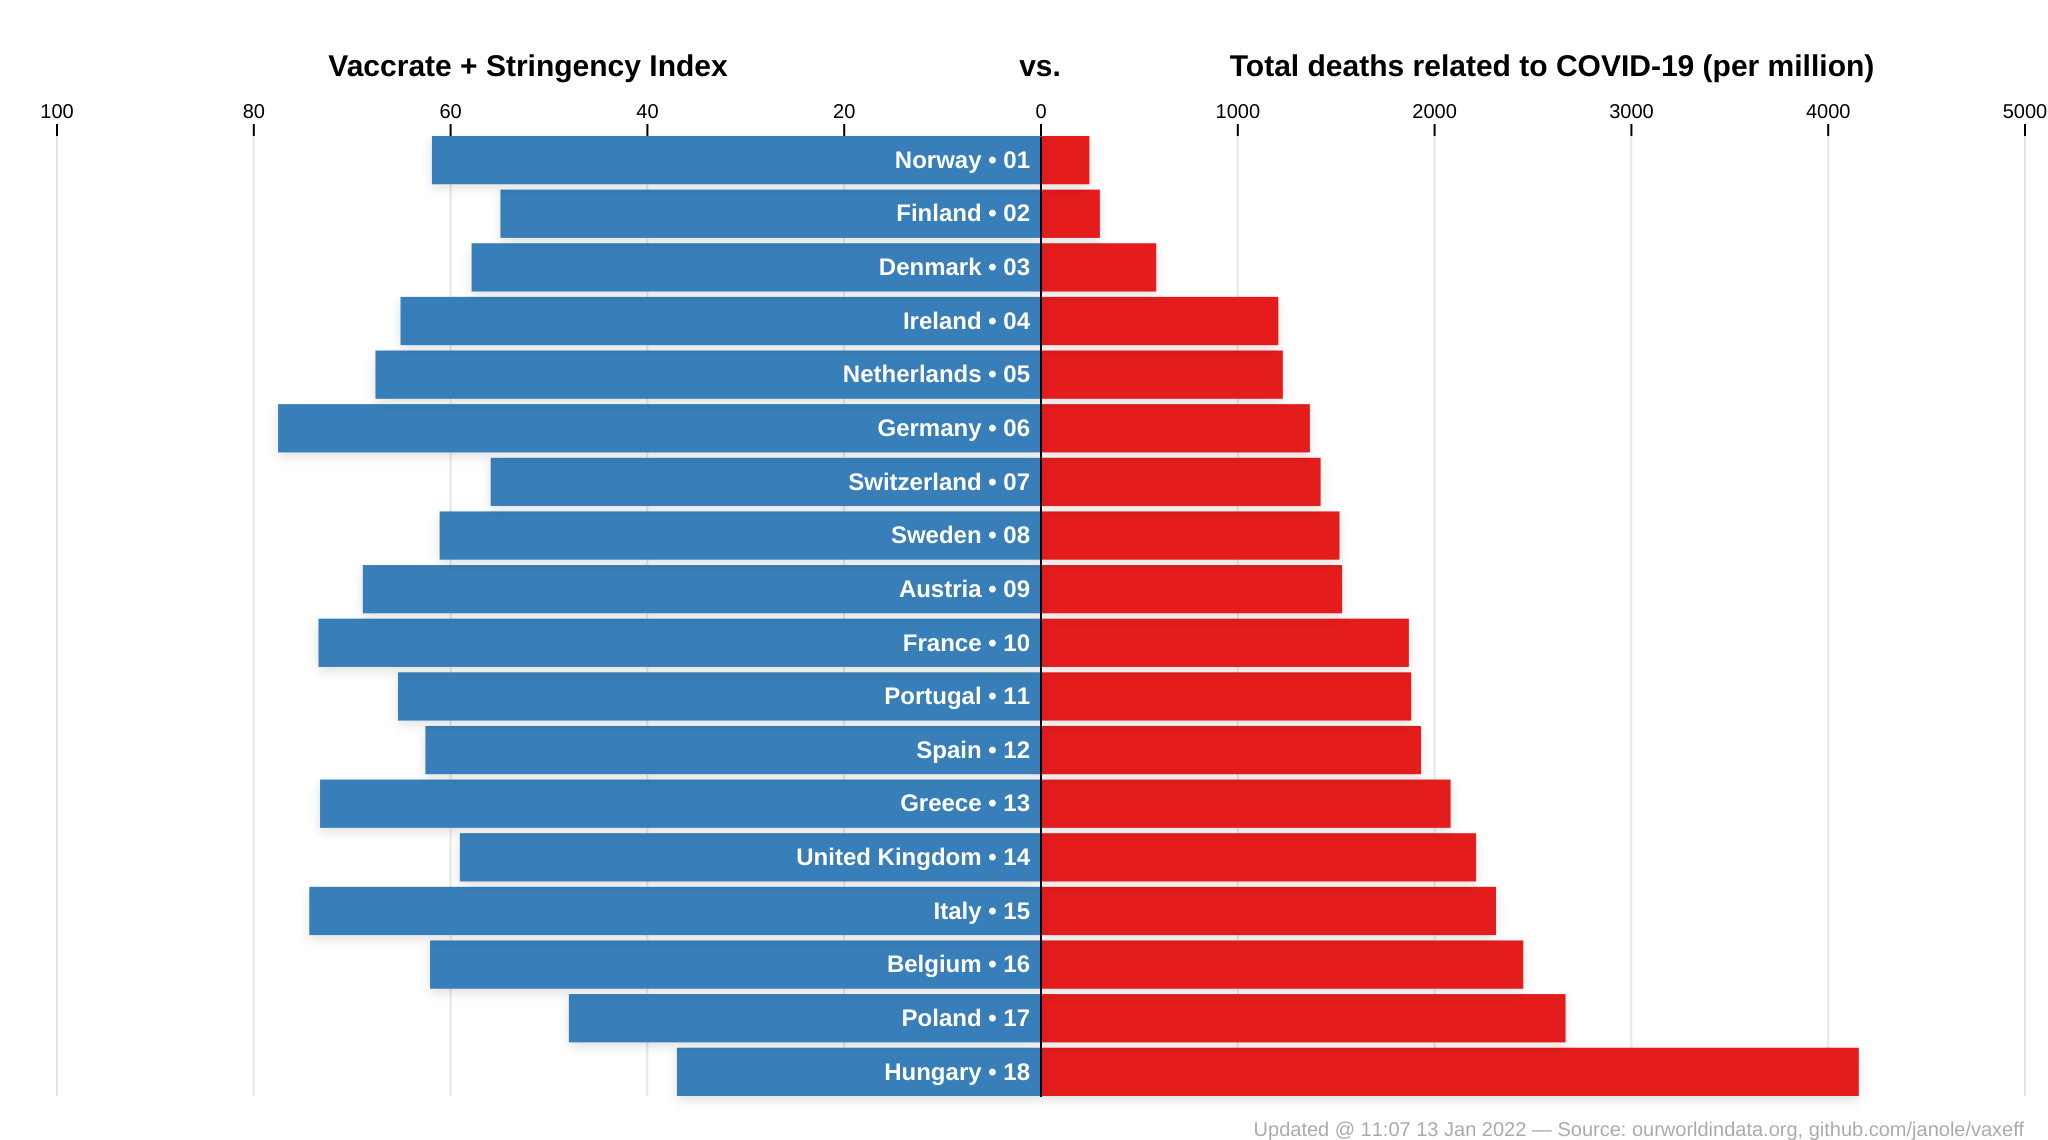 Vaccrate + Stringency Index vs. Total deaths related to COVID-19 (per million)
100 80 60 40 20 0 1000 2000 3000 4000 5000
Norway • 01
Finland • 02
Denmark • 03
Ireland • 04
Netherlands • 05
Germany • 06
Switzerland • 07
Sweden • 08
Austria • 09
France • 10
Portugal • 11
Spain • 12
Greece • 13
United Kingdom • 14
Italy • 15
Belgium • 16
Poland • 17
Hungary • 18
Updated @ 11:07 13 Jan 2022 — Source: ourworldindata.org, github.com/janole/vaxeff